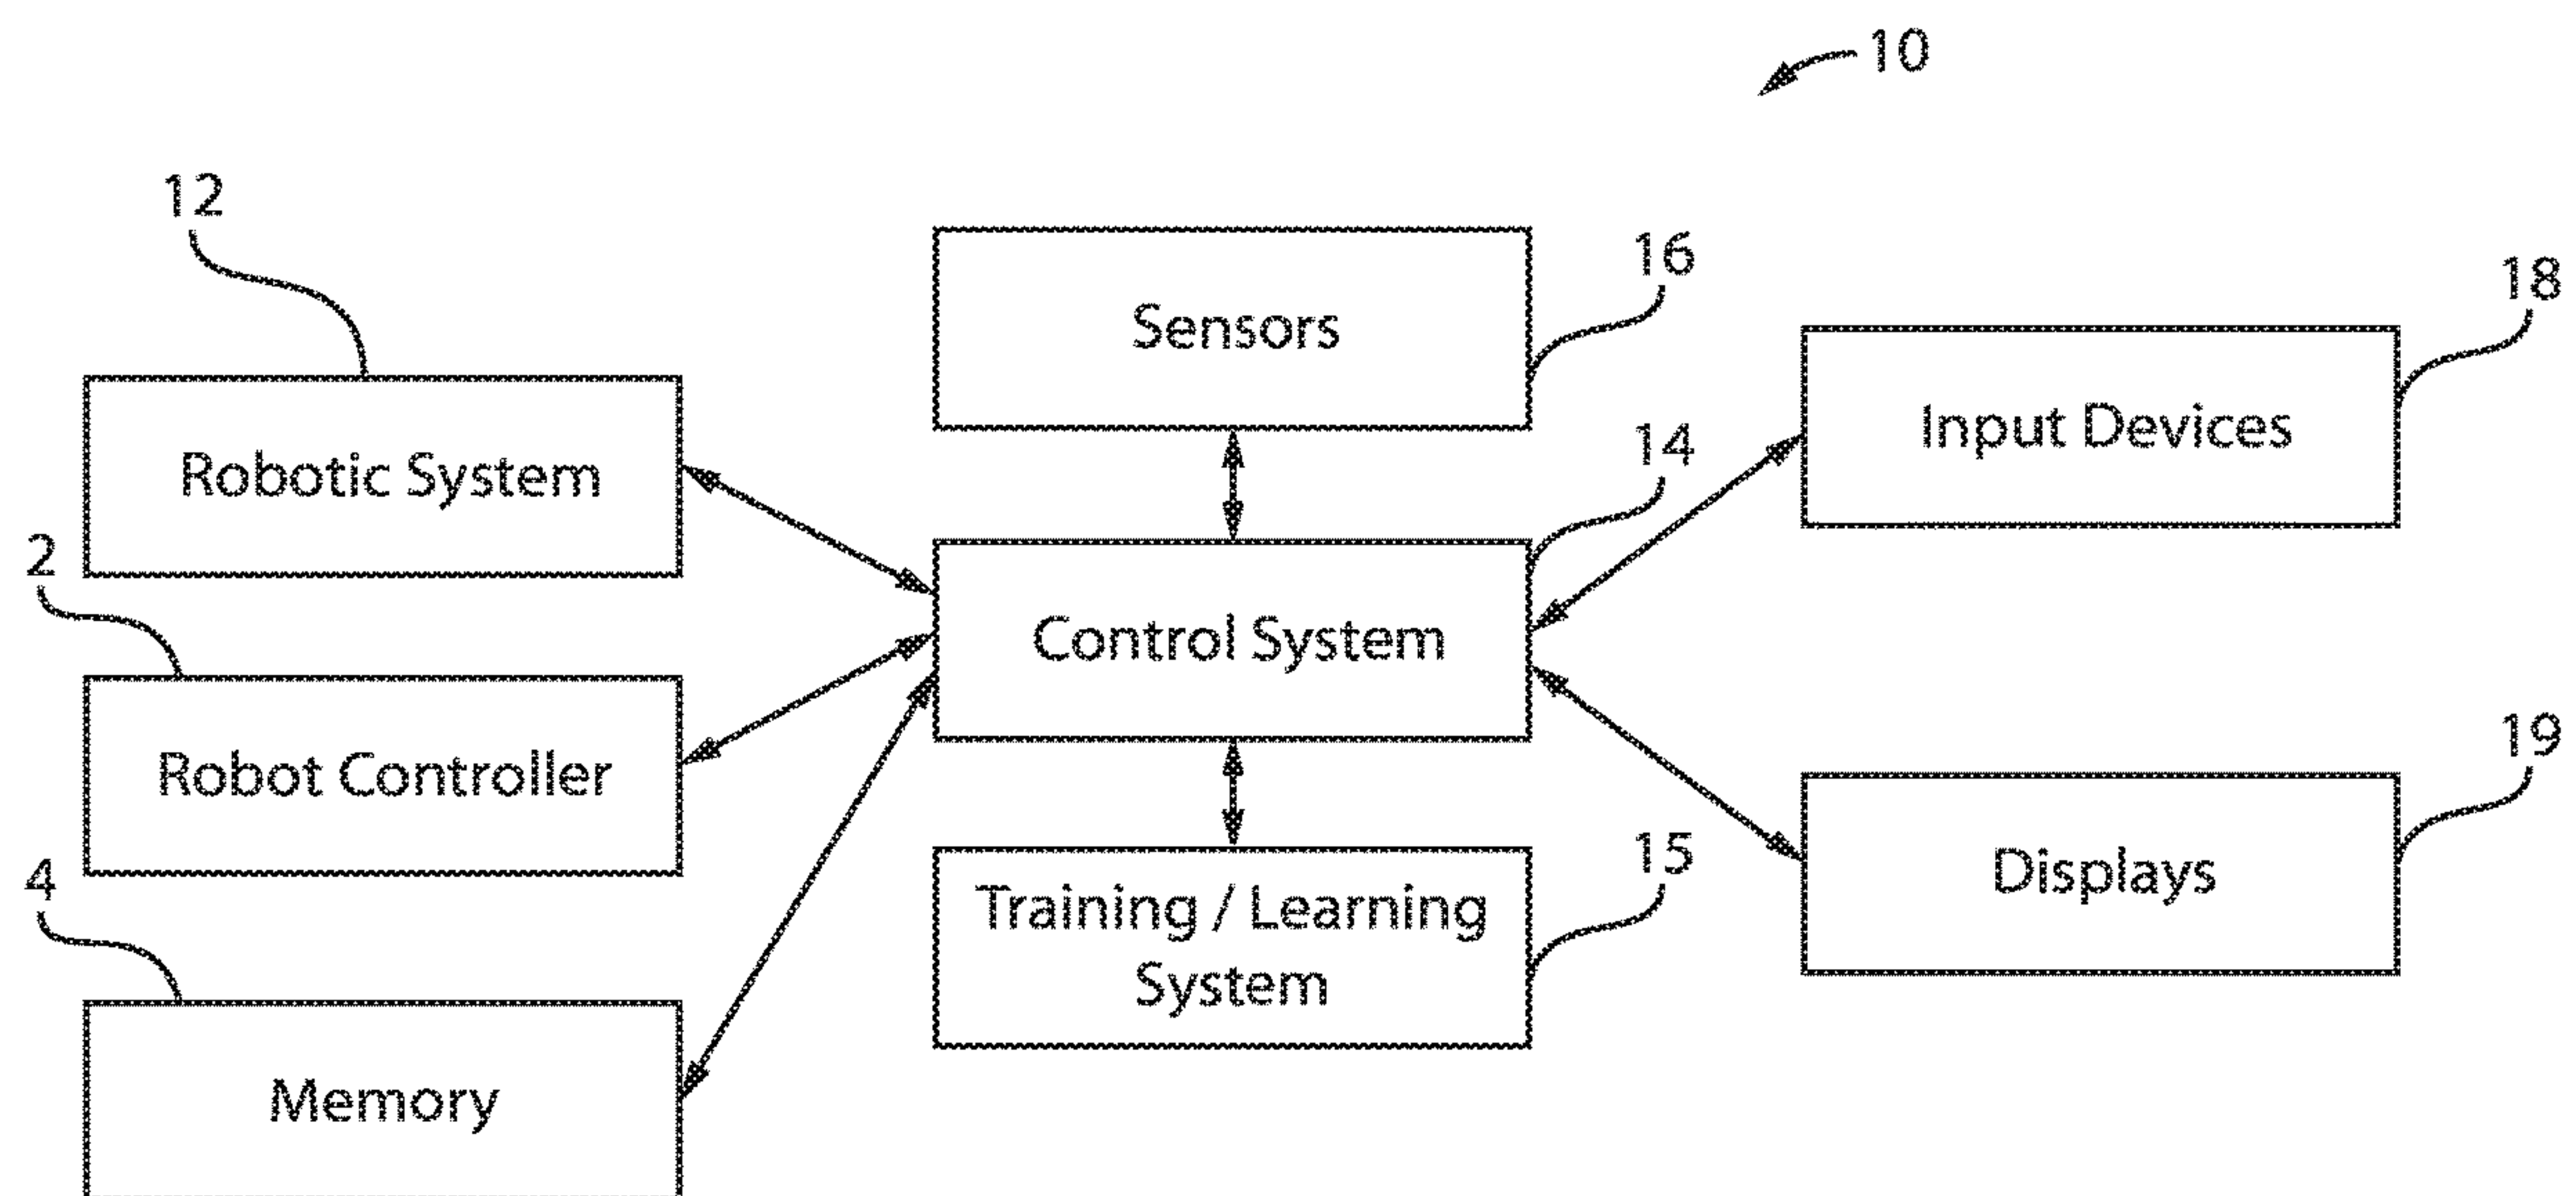 10
12
Sensors
16
18
Robotic System
Input Devices
14
2
Control System
Robot Controller
19
4
Training / Learning
System
15
Displays
Memory